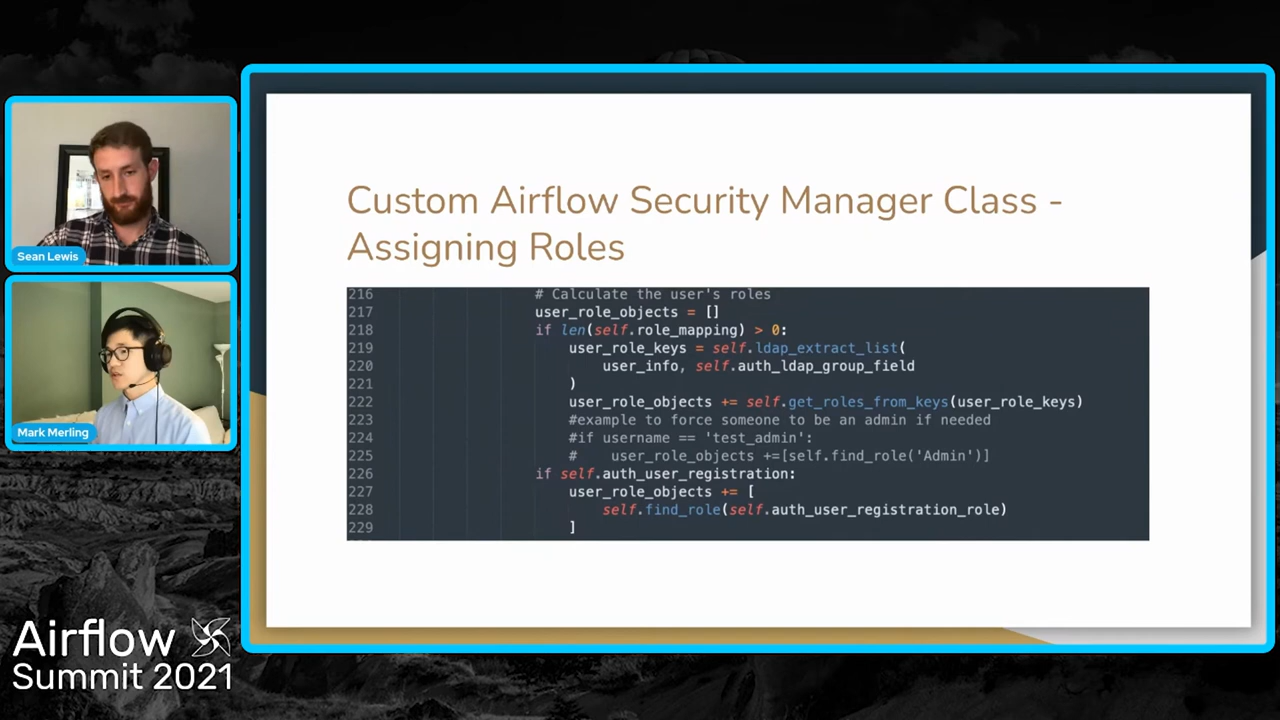 Sean Lewis
Mark Merling
Airflow
Summit 2021
Custom Airflow Security Manager Class -
Assigning Roles
216 # Calculate the user's roles
217 user_role_objects = []
218 if len(self.role_mapping) > 0:
219 user_role_keys = self.ldap_extract_list(
220 user_info, self.auth_ldap_group_field
221 )
222 user_role_objects += self.get_roles_from_keys(user_role_keys)
223 #example to force someone to be an admin if needed
224 #if username == 'test_admin':
225 #    user_role_objects +=[self.find_role('Admin')]
226 if self.auth_user_registration:
227 user_role_objects += [
228 self.find_role(self.auth_user_registration_role)
229 ]